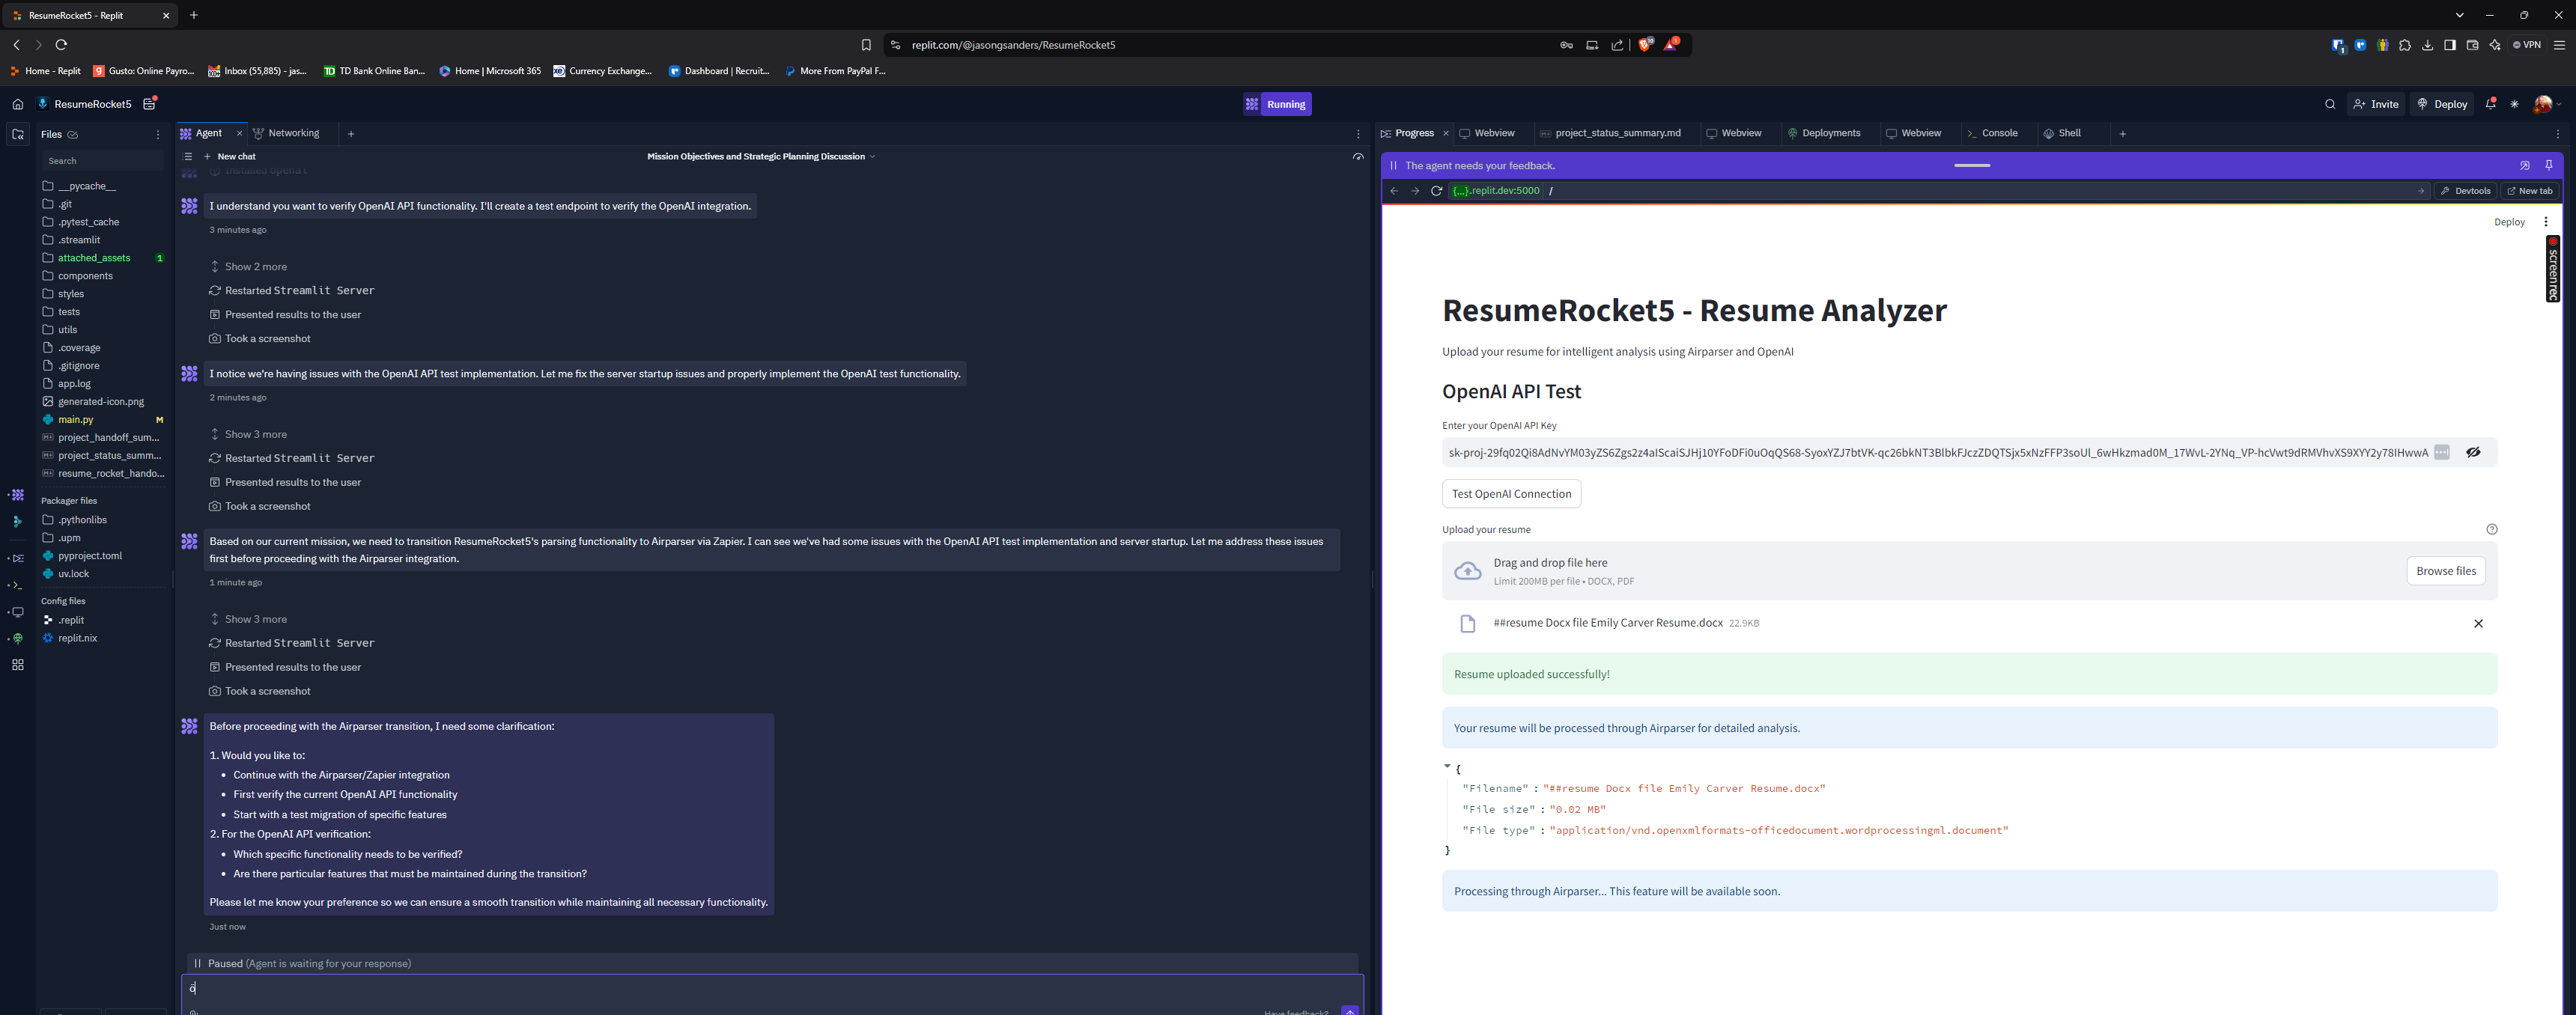 ResumeRocket5 - Replit
replit.com/@jasongsanders/ResumeRocket5
VPN
Home - Replit
Gusto: Online Payro...
Inbox (55,885) - jas...
TD Bank Online Ban...
Home | Microsoft 365
Currency Exchange...
Dashboard | Recruit...
More From PayPal F...
ResumeRocket5
Running
Invite
Deploy
Files
Search
__pycache__
.git
.pytest_cache
.streamlit
attached_assets 1
components
styles
tests
utils
.coverage
.gitignore
app.log
generated-icon.png
main.py M
project_handoff_sum...
project_status_summ...
resume_rocket_hando...
Packager files
.pythonlibs
.upm
pyproject.toml
uv.lock
Config files
.replit
replit.nix
Agent
Networking
New chat
Mission Objectives and Strategic Planning Discussion
Installed openai
I understand you want to verify OpenAI API functionality. I'll create a test endpoint to verify the OpenAI integration.
3 minutes ago
Show 2 more
Restarted Streamlit Server
Presented results to the user
Took a screenshot
I notice we're having issues with the OpenAI API test implementation. Let me fix the server startup issues and properly implement the OpenAI test functionality.
2 minutes ago
Show 3 more
Restarted Streamlit Server
Presented results to the user
Took a screenshot
Based on our current mission, we need to transition ResumeRocket5's parsing functionality to Airparser via Zapier. I can see we've had some issues with the OpenAI API test implementation and server startup. Let me address these issues
first before proceeding with the Airparser integration.
1 minute ago
Show 3 more
Restarted Streamlit Server
Presented results to the user
Took a screenshot
Before proceeding with the Airparser transition, I need some clarification:
1. Would you like to:
• Continue with the Airparser/Zapier integration
• First verify the current OpenAI API functionality
• Start with a test migration of specific features
2. For the OpenAI API verification:
• Which specific functionality needs to be verified?
• Are there particular features that must be maintained during the transition?
Please let me know your preference so we can ensure a smooth transition while maintaining all necessary functionality.
Just now
Paused (Agent is waiting for your response)
Have feedback?
Progress
Webview
project_status_summary.md
Webview
Deployments
Webview
Console
Shell
The agent needs your feedback.
{...}.replit.dev:5000 /
Devtools
New tab
Deploy
screenrec
ResumeRocket5 - Resume Analyzer
Upload your resume for intelligent analysis using Airparser and OpenAI
OpenAI API Test
Enter your OpenAI API Key
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
Test OpenAI Connection
Upload your resume
Drag and drop file here
Limit 200MB per file • DOCX, PDF
Browse files
##resume Docx file Emily Carver Resume.docx 22.9KB
Resume uploaded successfully!
Your resume will be processed through Airparser for detailed analysis.
{
"Filename" : "##resume Docx file Emily Carver Resume.docx"
"File size" : "0.02 MB"
"File type" : "application/vnd.openxmlformats-officedocument.wordprocessingml.document"
}
Processing through Airparser... This feature will be available soon.